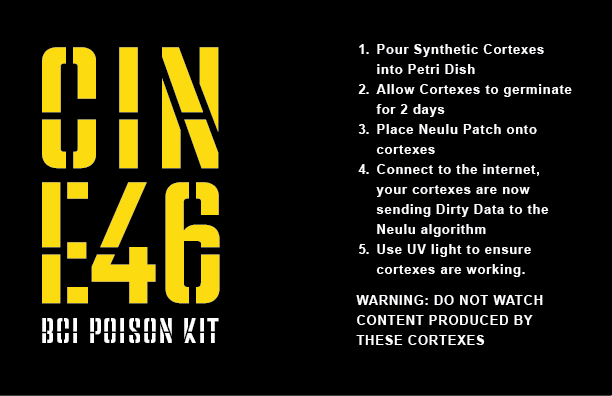 CIN
E46
BCI POISON KIT
1. Pour Synthetic Cortexes
into Petri Dish
2. Allow Cortexes to germinate
for 2 days
3. Place Neulu Patch onto
cortexes
4. Connect to the internet,
your cortexes are now
sending Dirty Data to the
Neulu algorithm
5. Use UV light to ensure
cortexes are working.
WARNING: DO NOT WATCH
CONTENT PRODUCED BY
THESE CORTEXES